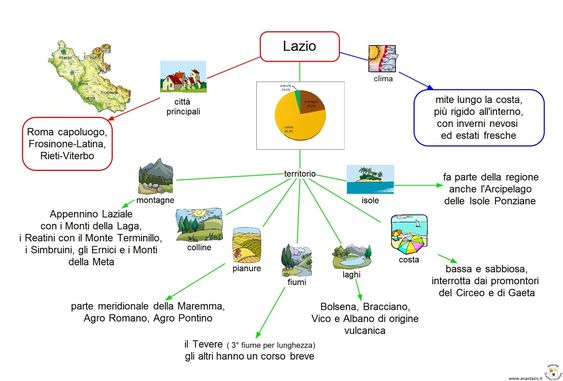 Lazio
città
principali
clima
Roma capoluogo,
Frosinone-Latina,
Rieti-Viterbo
mite lungo la costa,
più rigido all'interno,
con inverni nevosi
ed estati fresche
territorio
montagne
colline
pianure
fiumi
laghi
costa
isole
fa parte della regione
anche l'Arcipelago
delle Isole Ponziane
Appennino Laziale
con i Monti della Laga,
i Reatini con il Monte Terminillo,
i Simbruini, gli Ernici e i Monti
della Meta
bassa e sabbiosa,
interrotta dai promontori
del Circeo e di Gaeta
parte meridionale della Maremma,
Agro Romano, Agro Pontino
Bolsena, Bracciano,
Vico e Albano di origine
vulcanica
il Tevere ( 3° fiume per lunghezza)
gli altri hanno un corso breve
www.anastasis.it